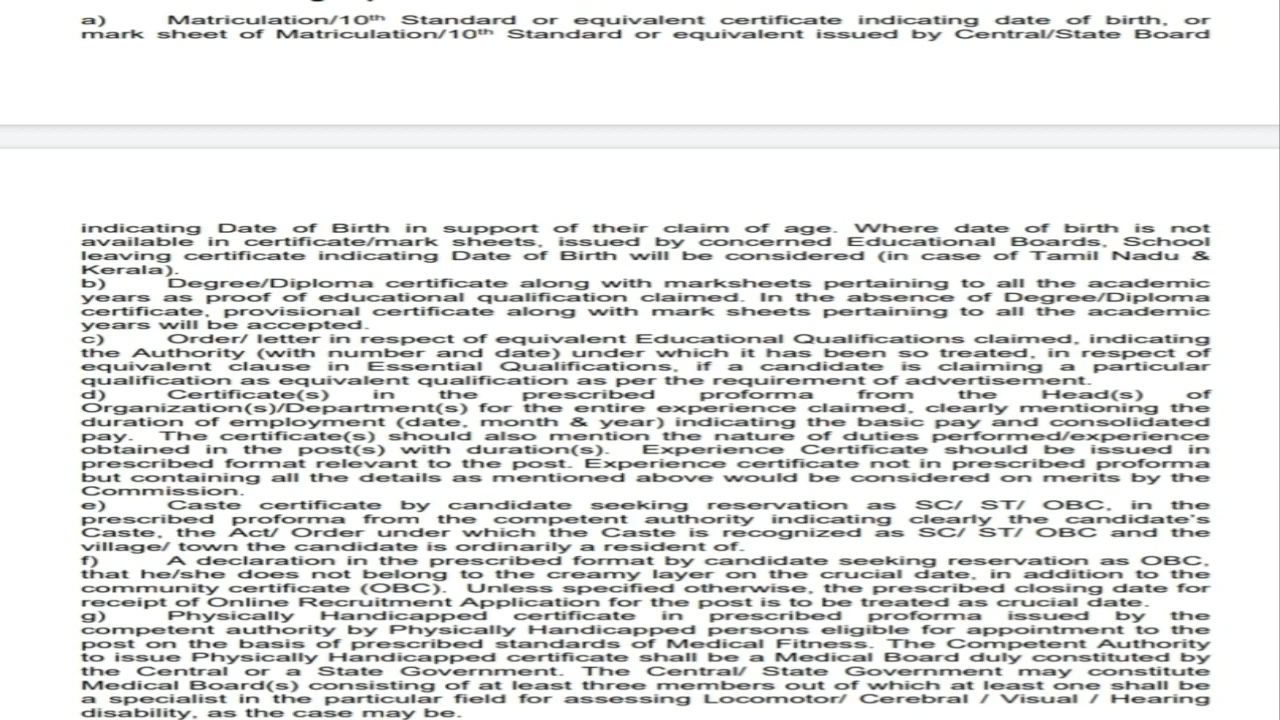 a) Matriculation/10th Standard or equivalent certificate indicating date of birth, or
mark sheet of Matriculation/10th Standard or equivalent issued by Central/State Board
indicating Date of Birth in support of their claim of age. Where date of birth is not
available in certificate/mark sheets, issued by concerned Educational Boards, School
leaving certificate indicating Date of Birth will be considered (in case of Tamil Nadu &
Kerala).
b) Degree/Diploma certificate along with marksheets pertaining to all the academic
years as proof of educational qualification claimed. In the absence of Degree/Diploma
certificate, provisional certificate along with mark sheets pertaining to all the academic
years will be accepted.
c) Order/ letter in respect of equivalent Educational Qualifications claimed, indicating
the Authority (with number and date) under which it has been so treated, in respect of
equivalent clause in Essential Qualifications, if a candidate is claiming a particular
qualification as equivalent qualification as per the requirement of advertisement.
d) Certificate(s) in the prescribed proforma from the Head(s) of
Organization(s)/Department(s) for the entire experience claimed, clearly mentioning the
duration of employment (date, month & year) indicating the basic pay and consolidated
pay. The certificate(s) should also mention the nature of duties performed/experience
obtained in the post(s) with duration(s). Experience Certificate should be issued in
prescribed format relevant to the post. Experience certificate not in prescribed proforma
but containing all the details as mentioned above would be considered on merits by the
Commission.
e) Caste certificate by candidate seeking reservation as SC/ ST/ OBC, in the
prescribed proforma from the competent authority indicating clearly the candidate's
Caste, the Act/ Order under which the Caste is recognized as SC/ ST/ OBC and the
village/ town the candidate is ordinarily a resident of.
f) A declaration in the prescribed format by candidate seeking reservation as OBC,
that he/she does not belong to the creamy layer on the crucial date, in addition to the
community certificate (OBC). Unless specified otherwise, the prescribed closing date for
receipt of Online Recruitment Application for the post is to be treated as crucial date.
g) Physically Handicapped certificate in prescribed proforma issued by the
competent authority by Physically Handicapped persons eligible for appointment to the
post on the basis of prescribed standards of Medical Fitness. The Competent Authority
to issue Physically Handicapped certificate shall be a Medical Board duly constituted by
the Central or a State Government. The Central/ State Government may constitute
Medical Board(s) consisting of at least three members out of which at least one shall be
a specialist in the particular field for assessing Locomotor/ Cerebral / Visual / Hearing
disability, as the case may be.